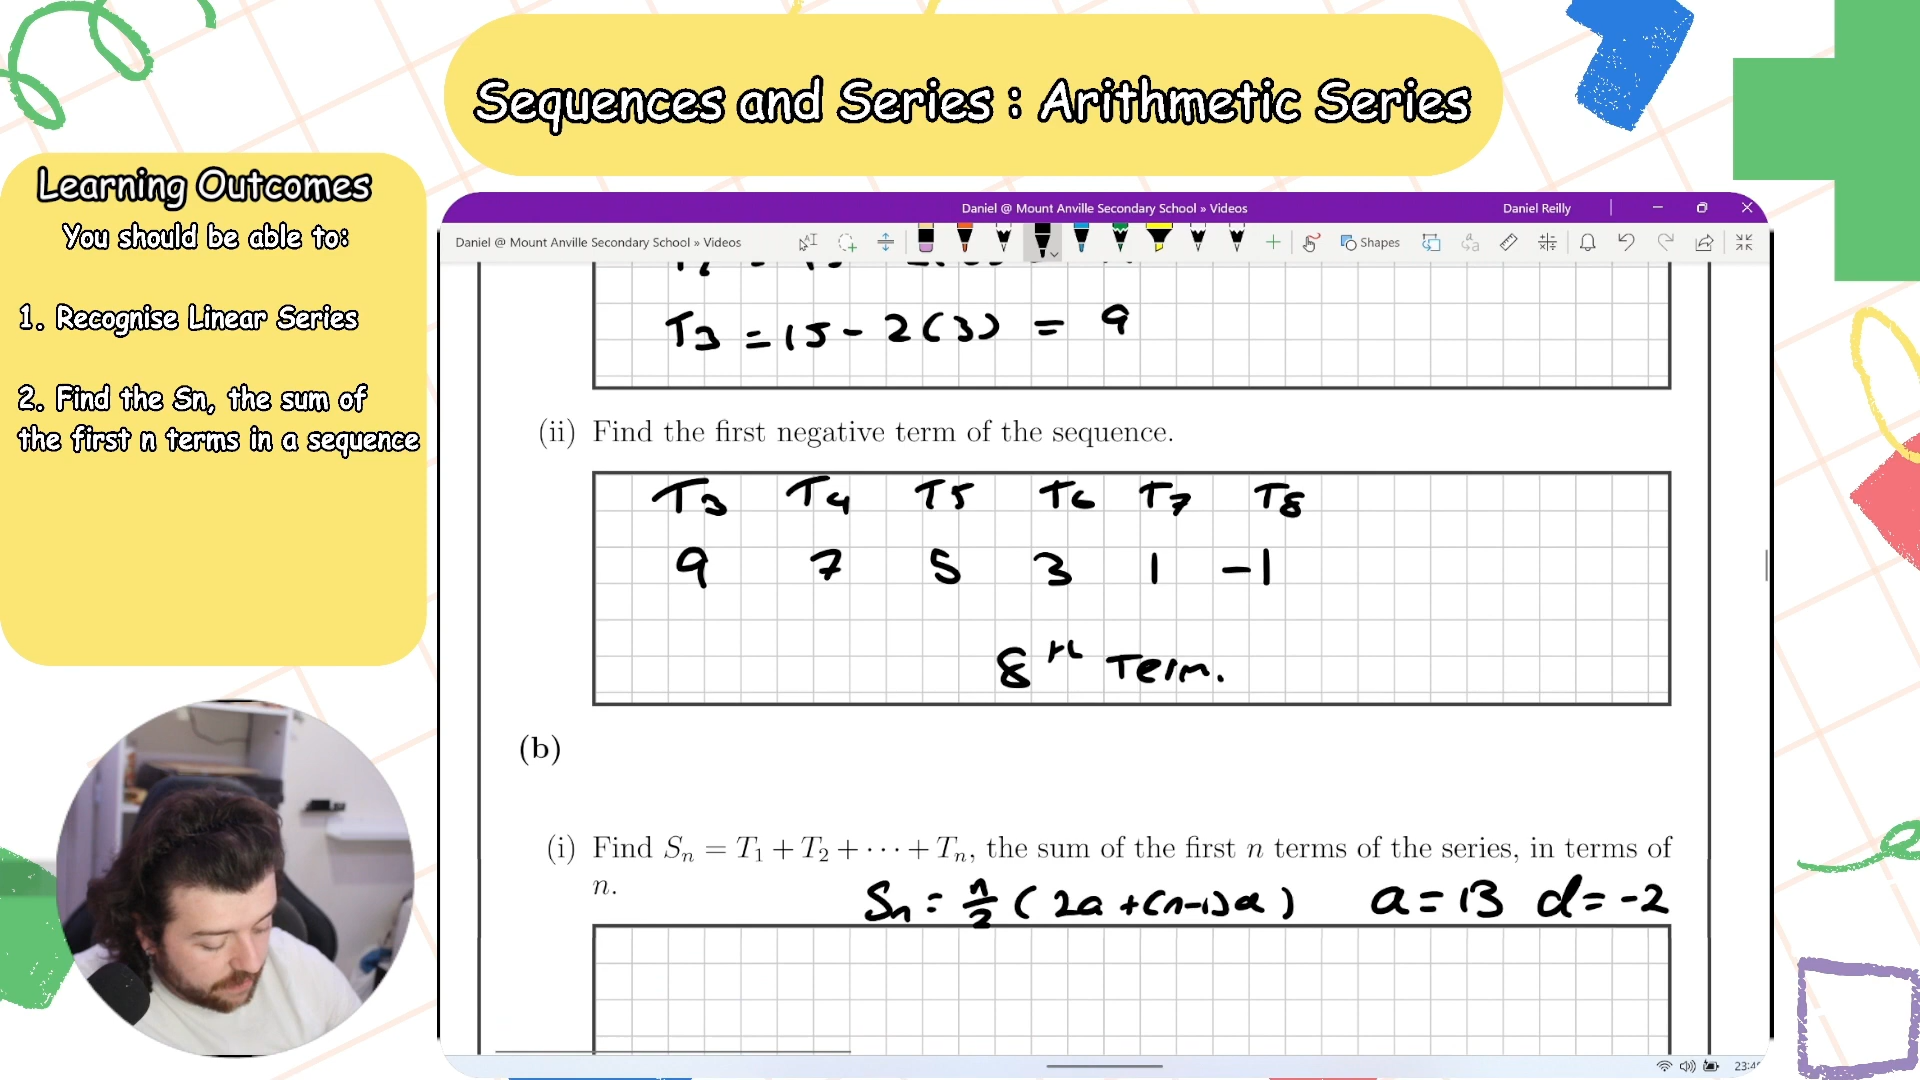 Sequences and Series : Arithmetic Series
Learning Outcomes
You should be able to:
1. Recognise Linear Series
2. Find the Sn, the sum of
the first n terms in a sequence
Daniel @ Mount Anville Secondary School » Videos
Daniel Reilly
Daniel @ Mount Anville Secondary School » Videos
Shapes
T3 = 15 - 2(3) = 9
(ii) Find the first negative term of the sequence.
T3 T4 T5 T6 T7 T8
9 7 5 3 1 -1
8th Term.
(b)
(i) Find Sn = T1 + T2 + ··· + Tn, the sum of the first n terms of the series, in terms of
n.
Sn = n/2 ( 2a + (n-1)d ) a = 13 d = -2